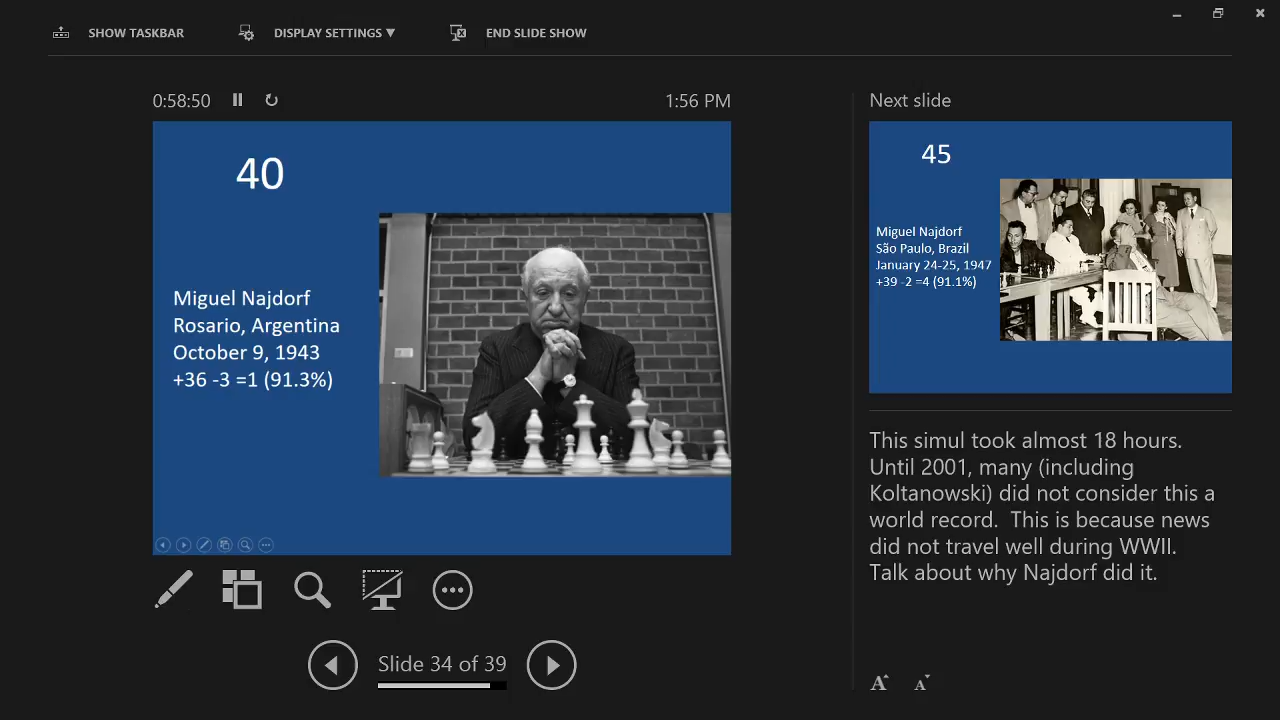 SHOW TASKBAR
DISPLAY SETTINGS ▼
END SLIDE SHOW
0:58:50
1:56 PM
40
Miguel Najdorf
Rosario, Argentina
October 9, 1943
+36 -3 =1 (91.3%)
Slide 34 of 39
Next slide
45
Miguel Najdorf
São Paulo, Brazil
January 24-25, 1947
+39 -2 =4 (91.1%)
This simul took almost 18 hours.
Until 2001, many (including
Koltanowski) did not consider this a
world record.  This is because news
did not travel well during WWII.
Talk about why Najdorf did it.
A A